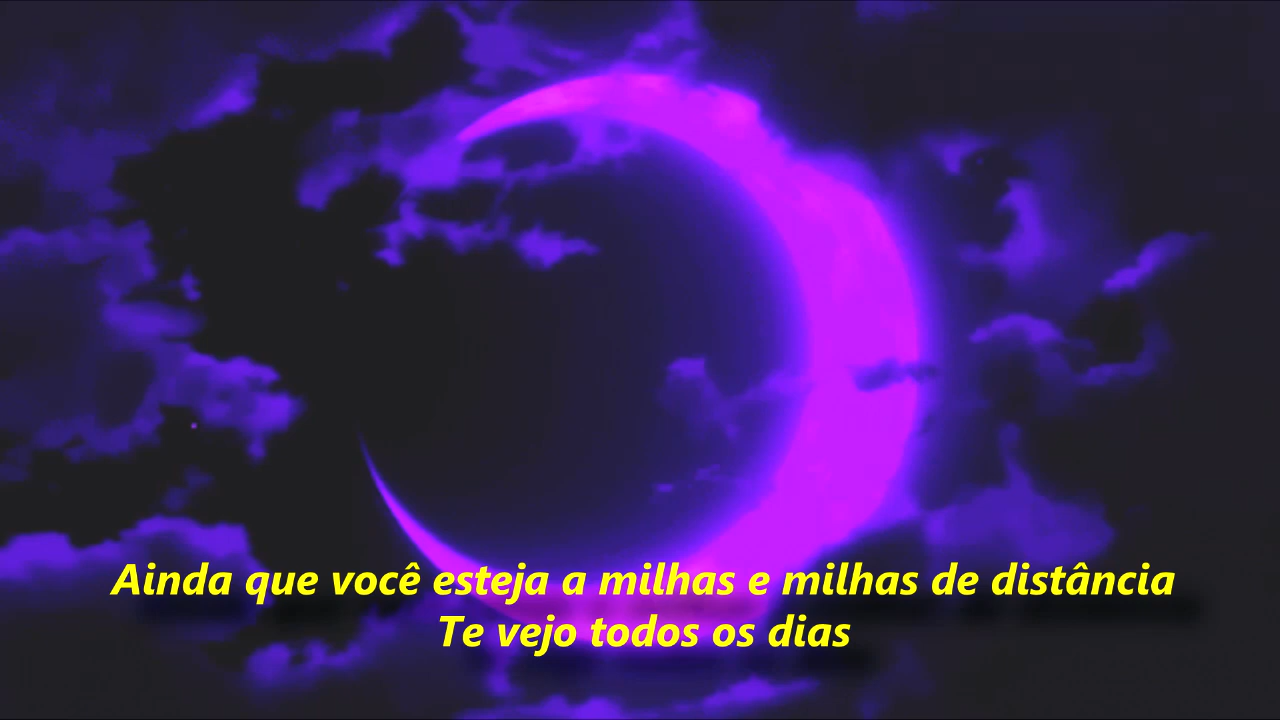 Ainda que você esteja a milhas e milhas de distância
Te vejo todos os dias